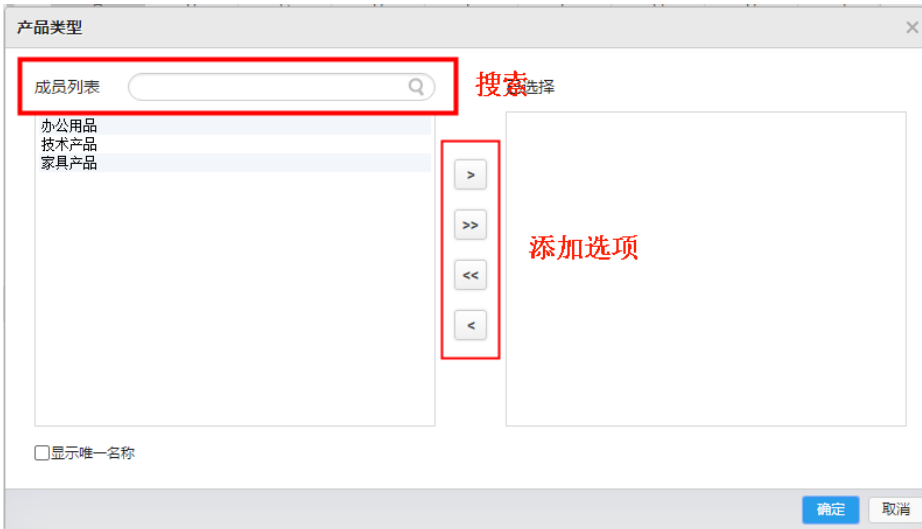 产品类型
成员列表
搜索
选择
办公用品
技术产品
家具产品
>
>>
添加选项
<<
<
显示唯一名称
确定
取消